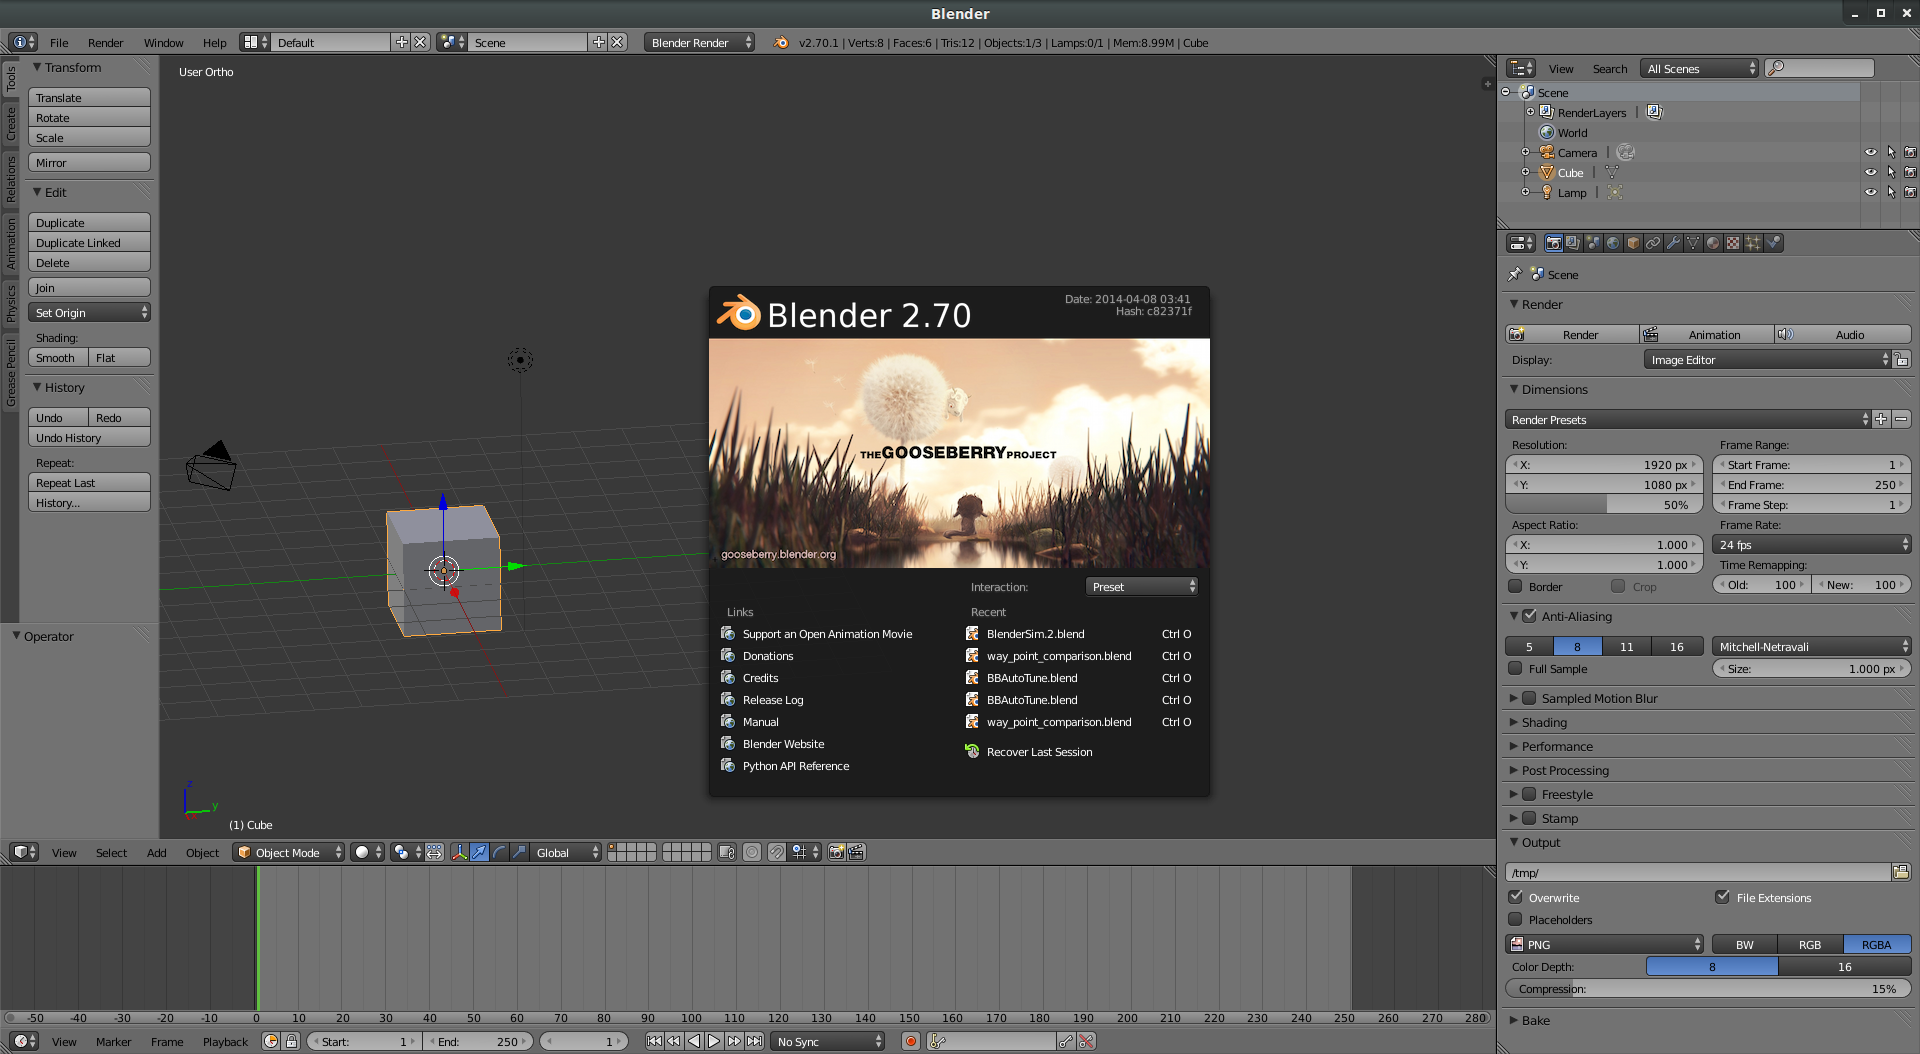 Blender
File Render Window Help Default Scene Blender Render v2.70.1 | Verts:8 | Faces:6 | Tris:12 | Objects:1/3 | Lamps:0/1 | Mem:8.99M | Cube
Tools
Create
Relations
Animation
Physics
Grease Pencil
Transform
Translate
Rotate
Scale
Mirror
Edit
Duplicate
Duplicate Linked
Delete
Join
Set Origin
Shading:
Smooth Flat
History
Undo Redo
Undo History
Repeat:
Repeat Last
History...
Operator
User Ortho
z
y
(1) Cube
Blender 2.70
Date: 2014-04-08 03:41
Hash: c82371f
THEGOOSEBERRYPROJECT
gooseberry.blender.org
Interaction: Preset
Links
Support an Open Animation Movie
Donations
Credits
Release Log
Manual
Blender Website
Python API Reference
Recent
BlenderSim.2.blend Ctrl O
way_point_comparison.blend Ctrl O
BBAutoTune.blend Ctrl O
BBAutoTune.blend Ctrl O
way_point_comparison.blend Ctrl O
Recover Last Session
View Select Add Object Object Mode Global
-50 -40 -30 -20 -10 0 10 20 30 40 50 60 70 80 90 100 110 120 130 140 150 160 170 180 190 200 210 220 230 240 250 260 270 280
View Marker Frame Playback Start: 1 End: 250 1 No Sync
View Search All Scenes
Scene
RenderLayers |
World
Camera |
Cube |
Lamp |
Scene
Render
Render Animation Audio
Display: Image Editor
Dimensions
Render Presets
Resolution: Frame Range:
X: 1920 px Start Frame: 1
Y: 1080 px End Frame: 250
50% Frame Step: 1
Aspect Ratio: Frame Rate:
X: 1.000 24 fps
Y: 1.000 Time Remapping:
Border Crop Old: 100 New: 100
Anti-Aliasing
5 8 11 16 Mitchell-Netravali
Full Sample Size: 1.000 px
Sampled Motion Blur
Shading
Performance
Post Processing
Freestyle
Stamp
Output
/tmp/
Overwrite File Extensions
Placeholders
PNG BW RGB RGBA
Color Depth: 8 16
Compression: 15%
Bake